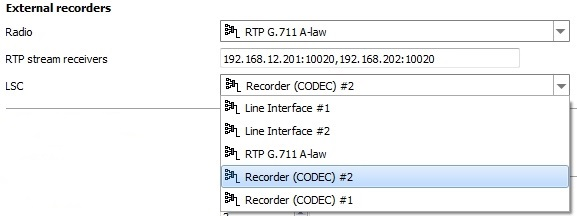 External recorders
Radio RTP G.711 A-law
RTP stream receivers 192.168.12.201:10020,192.168.202:10020
LSC Recorder (CODEC) #2
Line Interface #1
Line Interface #2
RTP G.711 A-law
Recorder (CODEC) #2
Recorder (CODEC) #1